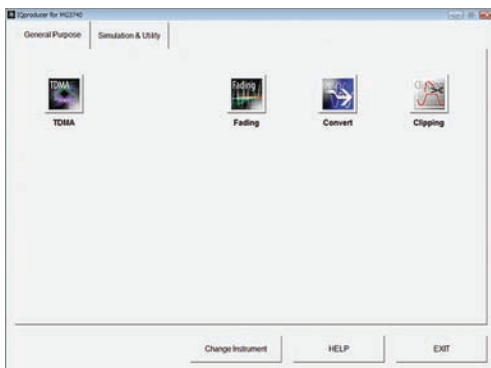 IQproducer for MG3740
General Purpose
Simulation & Utility
TDMA
Fading
TDMA
Fading
Convert
Clipping
Change Instrument
HELP
EXIT